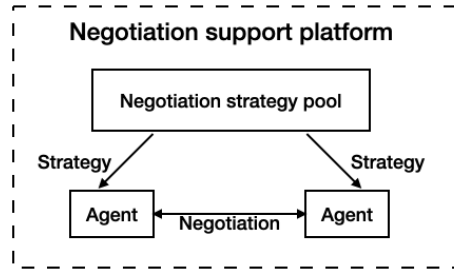 Negotiation support platform
Negotiation strategy pool
Strategy
Strategy
Agent
Negotiation
Agent